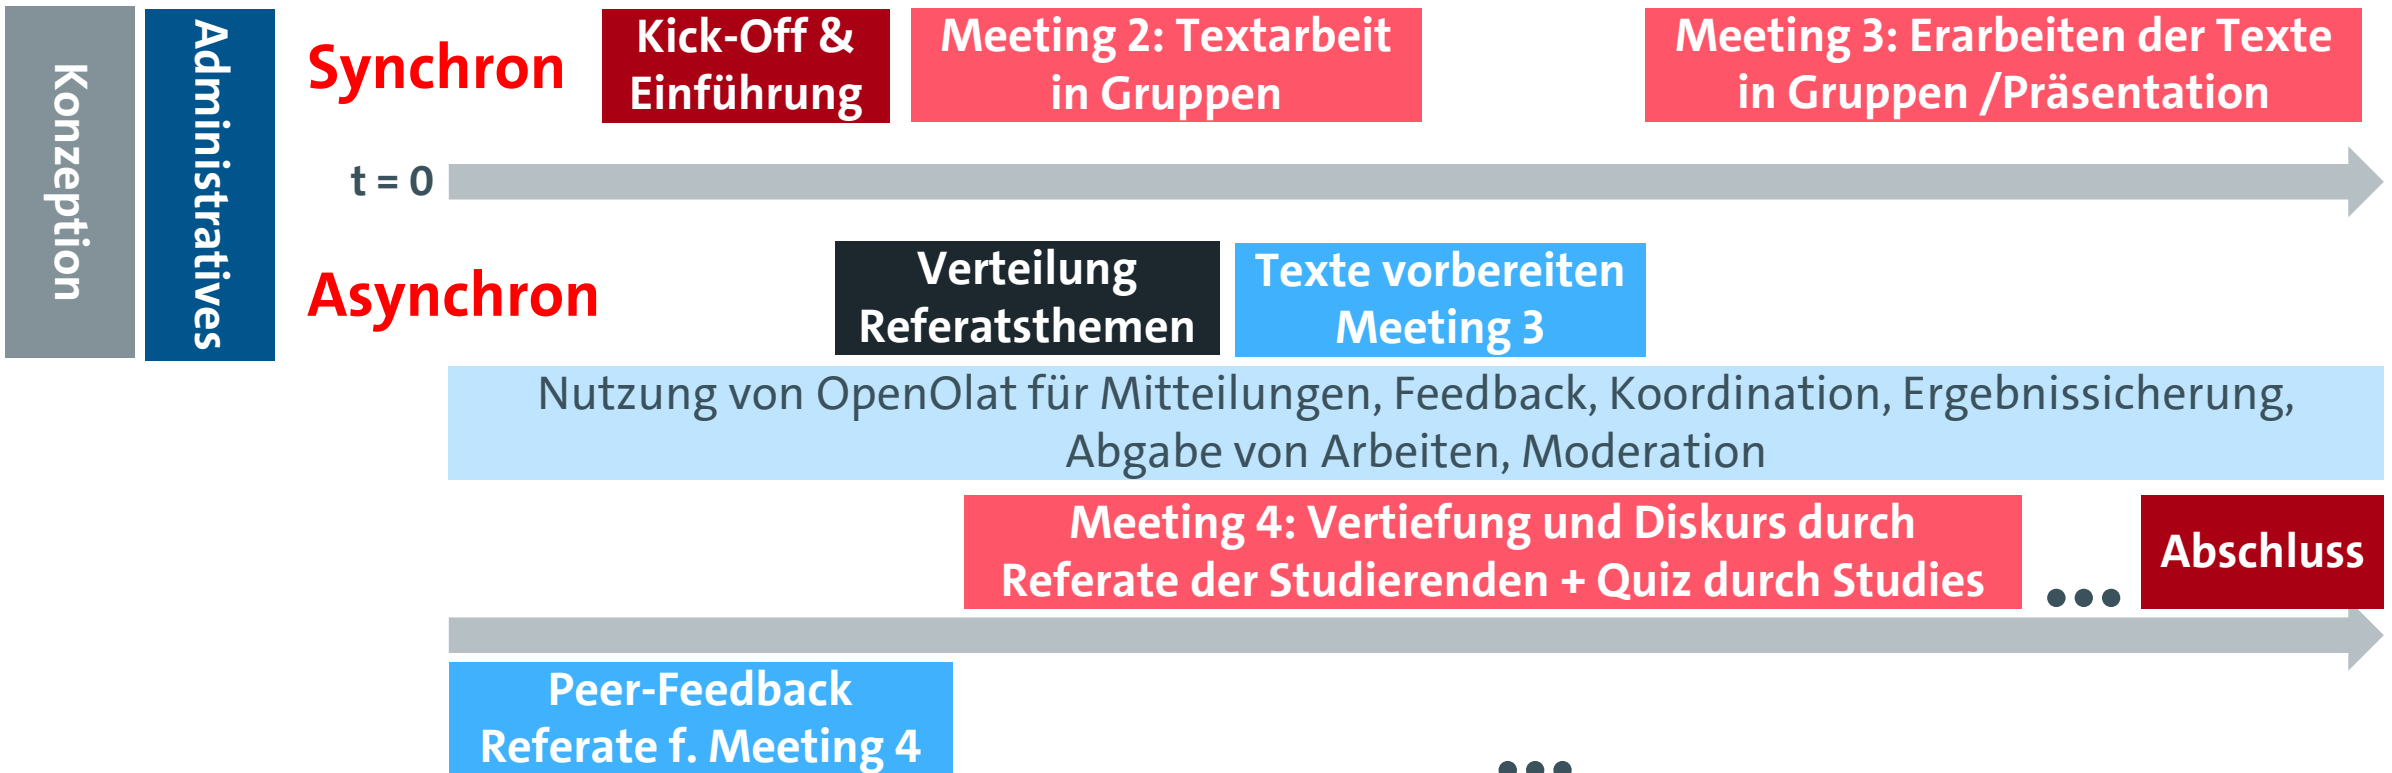 Konzeption
Administratives
Synchron
Kick-Off &
Einführung
Meeting 2: Textarbeit
in Gruppen
Meeting 3: Erarbeiten der Texte
in Gruppen /Präsentation
t = 0
Asynchron
Verteilung
Referatsthemen
Texte vorbereiten
Meeting 3
Nutzung von OpenOlat für Mitteilungen, Feedback, Koordination, Ergebnissicherung,
Abgabe von Arbeiten, Moderation
Meeting 4: Vertiefung und Diskurs durch
Referate der Studierenden + Quiz durch Studies
...
Abschluss
Peer-Feedback
Referate f. Meeting 4
...